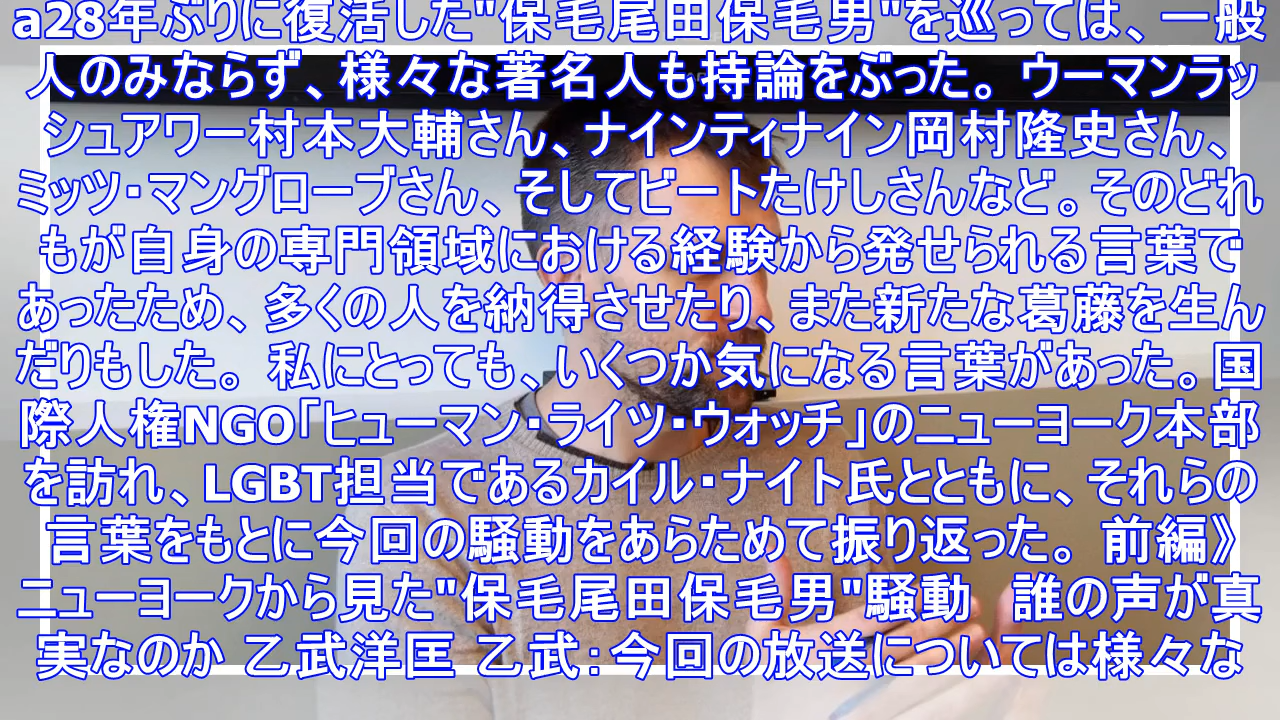 a28年ぶりに復活した"保毛尾田保毛男"を巡っては、一般
人のみならず、様々な著名人も持論をぶった。ウーマンラッ
シュアワー村本大輔さん、ナインティナイン岡村隆史さん、
ミッツ・マングローブさん、そしてビートたけしさんなど。そのどれ
もが自身の専門領域における経験から発せられる言葉で
あったため、多くの人を納得させたり、また新たな葛藤を生ん
だりもした。私にとっても、いくつか気になる言葉があった。国
際人権NGO「ヒューマン・ライツ・ウォッチ」のニューヨーク本部
を訪れ、LGBT担当であるカイル・ナイト氏とともに、それらの
言葉をもとに今回の騒動をあらためて振り返った。前編》
ニューヨークから見た"保毛尾田保毛男"騒動　誰の声が真
実なのか 乙武洋匡 乙武：今回の放送については様々な